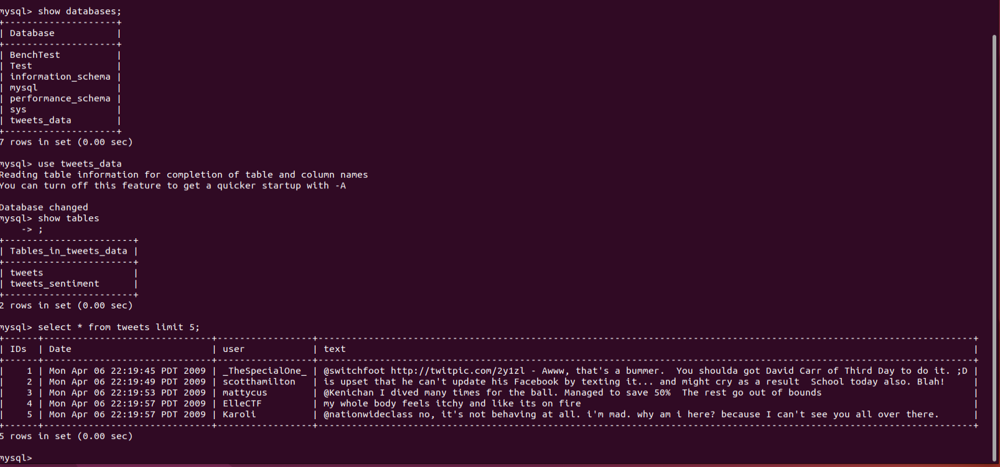 mysql> show databases;
+--------------------+
| Database           |
+--------------------+
| BenchTest          |
| Test               |
| information_schema |
| mysql              |
| performance_schema |
| sys                |
| tweets_data        |
+--------------------+
7 rows in set (0.00 sec)

mysql> use tweets_data
Reading table information for completion of table and column names
You can turn off this feature to get a quicker startup with -A

Database changed
mysql> show tables
    -> ;
+-----------------------+
| Tables_in_tweets_data |
+-----------------------+
| tweets                |
| tweets_sentiment      |
+-----------------------+
2 rows in set (0.00 sec)

mysql> select * from tweets limit 5;
+------+------------------------------+-----------------+---------------------------------------------------------------------------------------------------------------------+
| IDs  | Date                         | user            | text                                                                                                                |
+------+------------------------------+-----------------+---------------------------------------------------------------------------------------------------------------------+
|    1 | Mon Apr 06 22:19:45 PDT 2009 | _TheSpecialOne_ | @switchfoot http://twitpic.com/2y1zl - Awww, that's a bummer.  You shoulda got David Carr of Third Day to do it. ;D |
|    2 | Mon Apr 06 22:19:49 PDT 2009 | scotthamilton   | is upset that he can't update his Facebook by texting it... and might cry as a result  School today also. Blah!     |
|    3 | Mon Apr 06 22:19:53 PDT 2009 | mattycus        | @Kenichan I dived many times for the ball. Managed to save 50%  The rest go out of bounds                           |
|    4 | Mon Apr 06 22:19:57 PDT 2009 | ElleCTF         | my whole body feels itchy and like its on fire                                                                      |
|    5 | Mon Apr 06 22:19:57 PDT 2009 | Karoli          | @nationwideclass no, it's not behaving at all. i'm mad. why am i here? because I can't see you all over there.      |
+------+------------------------------+-----------------+---------------------------------------------------------------------------------------------------------------------+
5 rows in set (0.00 sec)

mysql>